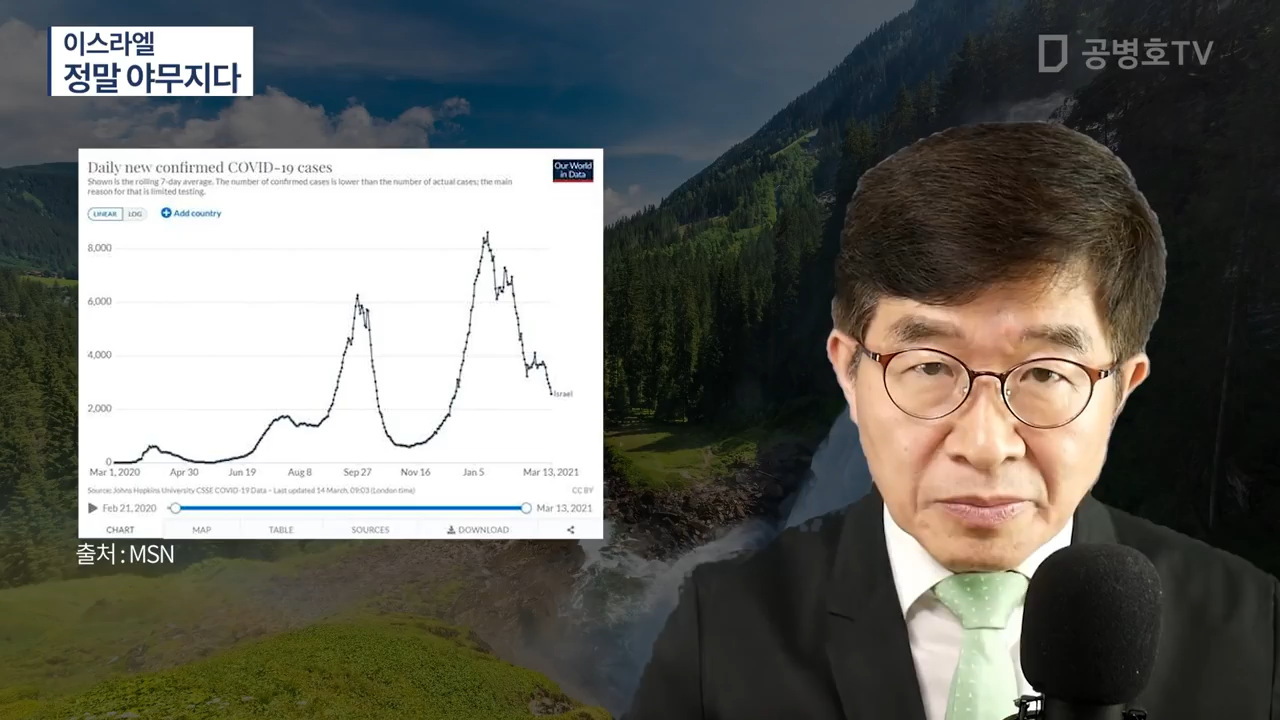 이스라엘
정말 야무지다
공병호TV
Daily new confirmed COVID-19 cases
Our World
in Data
Shown is the rolling 7-day average. The number of confirmed cases is lower than the number of actual cases; the main
reason for that is limited testing.
LINEAR LOG
Add country
8,000
6,000
4,000
Israel
2,000
0
Mar 1, 2020 Apr 30 Jun 19 Aug 8 Sep 27 Nov 16 Jan 5 Mar 13, 2021
Source: Johns Hopkins University CSSE COVID-19 Data – Last updated 14 March, 09:03 (London time) CC BY
Feb 21, 2020 Mar 13, 2021
CHART MAP TABLE SOURCES DOWNLOAD
출처 : MSN